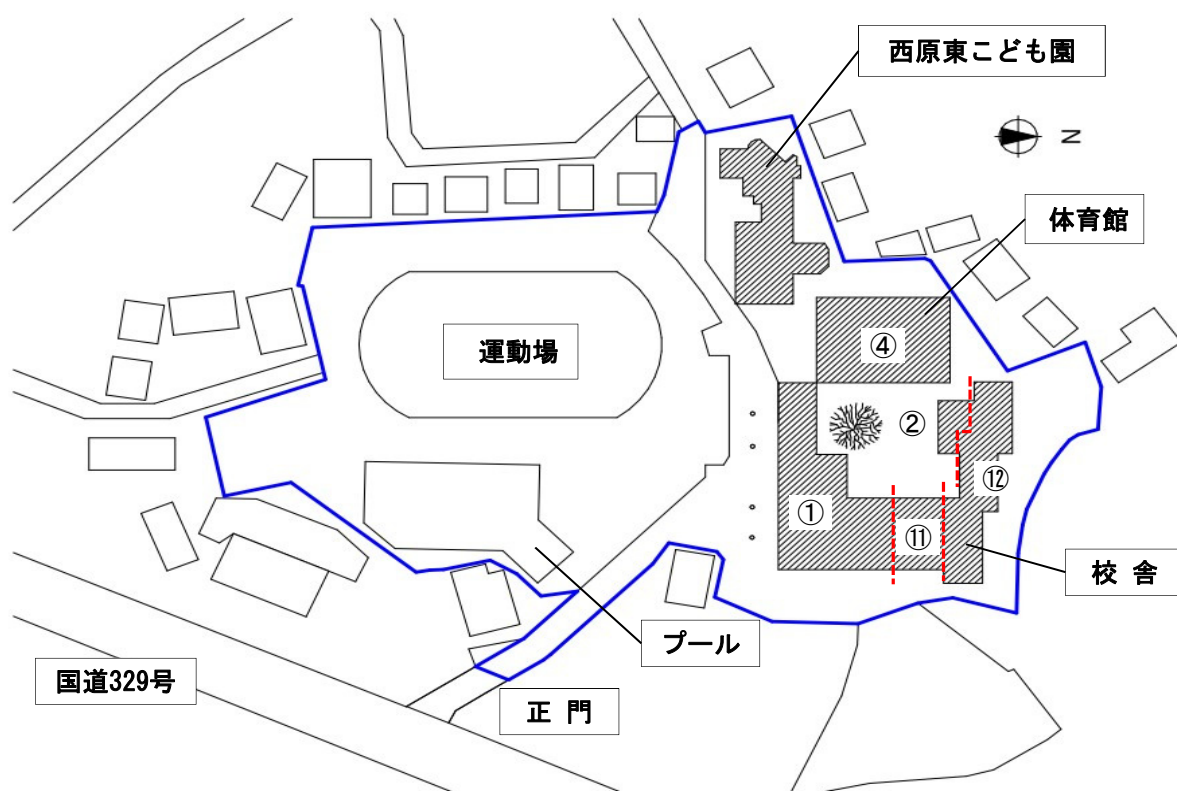 西原東こども園
N
体育館
運動場
④
②
⑫
①
⑪
校 舎
プール
国道329号
正 門